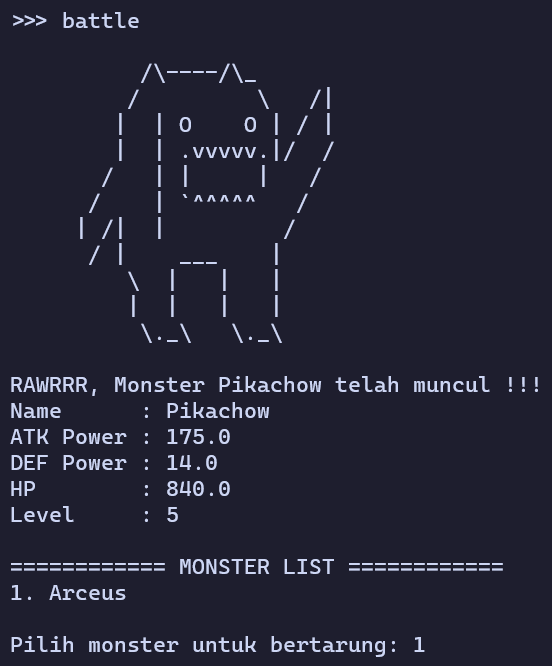 >>> battle
          /\----/\_
         /         \   /|
        |  | O    O | / |
        |  | .vvvvv.|/  /
       /   | |     |   /
      /    | `^^^^^   /
     | /|  |         /
      / |    ___    |
         \  |   |   |
         |  |   |   |
          \._\   \._\
RAWRRR, Monster Pikachow telah muncul !!!
Name      : Pikachow
ATK Power : 175.0
DEF Power : 14.0
HP        : 840.0
Level     : 5
============ MONSTER LIST ============
1. Arceus
Pilih monster untuk bertarung: 1